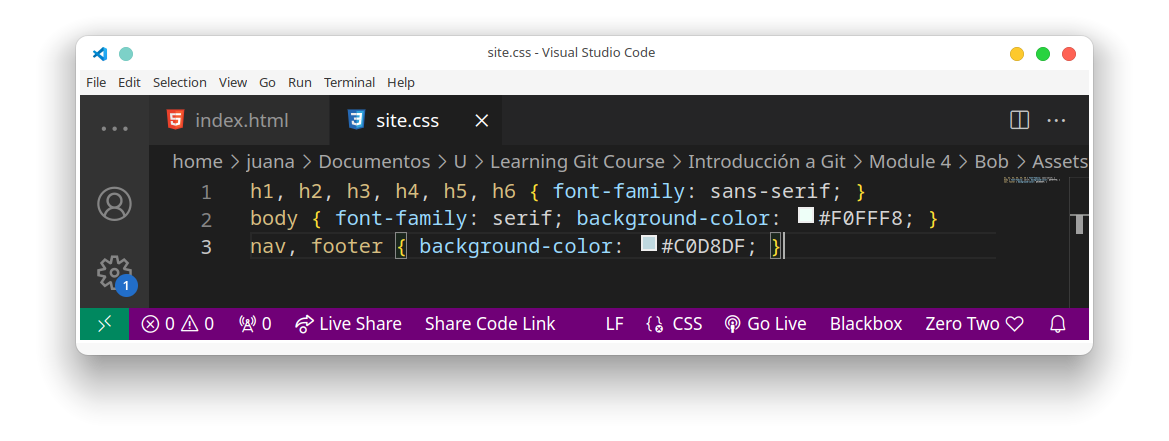 site.css - Visual Studio Code
File Edit Selection View Go Run Terminal Help
index.html site.css
home > juana > Documentos > U > Learning Git Course > Introducción a Git > Module 4 > Bob > Assets
1 h1, h2, h3, h4, h5, h6 { font-family: sans-serif; }
2 body { font-family: serif; background-color: #F0FFF8; }
3 nav, footer { background-color: #C0D8DF; }
1
0 0 0 Live Share Share Code Link LF CSS Go Live Blackbox Zero Two